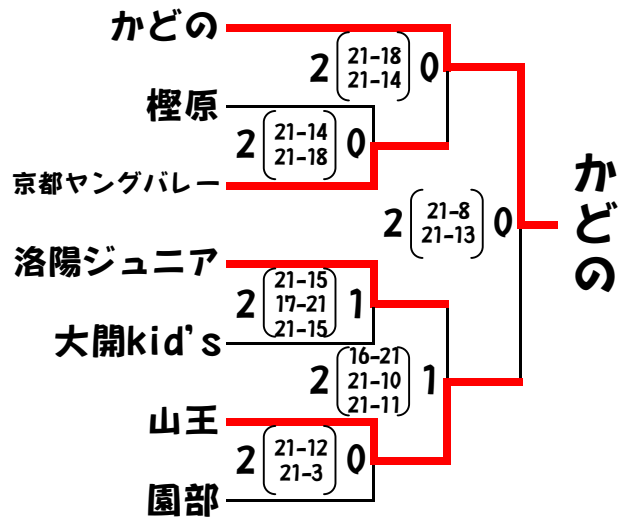 かどの
2 21-18 0
21-14
樫原
2 21-14 0
21-18
京都ヤングバレー
かどの
2 21-8 0
21-13
洛陽ジュニア
21-15
2 17-21 1
21-15
大開kid's
16-21
2 21-10 1
21-11
山王
2 21-12 0
21-3
園部